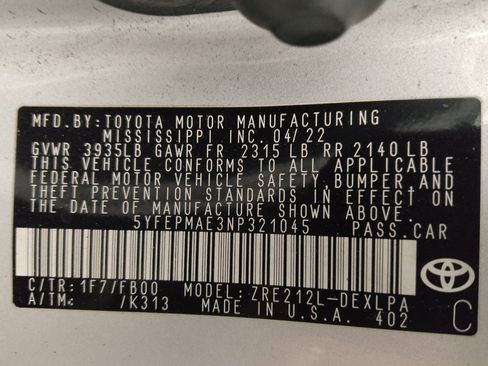 MFD.BY:TOYOTA MOTOR MANUFACTURING
MISSISSIPPI INC. 04/22
GVWR 3935LB GAWR FR 2315 LB RR 2140 LB
THIS VEHICLE CONFORMS TO ALL APPLICABLE
FEDERAL MOTOR VEHICLE SAFETY, BUMPER, AND
THEFT PREVENTION STANDARDS IN EFFECT ON
THE DATE OF MANUFACTURE SHOWN ABOVE.
5YFEPMAE3NP321045 PASS.CAR
C/TR:1F7/FB00 MODEL:ZRE212L-DEXLPA
A/TM: /K313 MADE IN U.S.A. 402 C